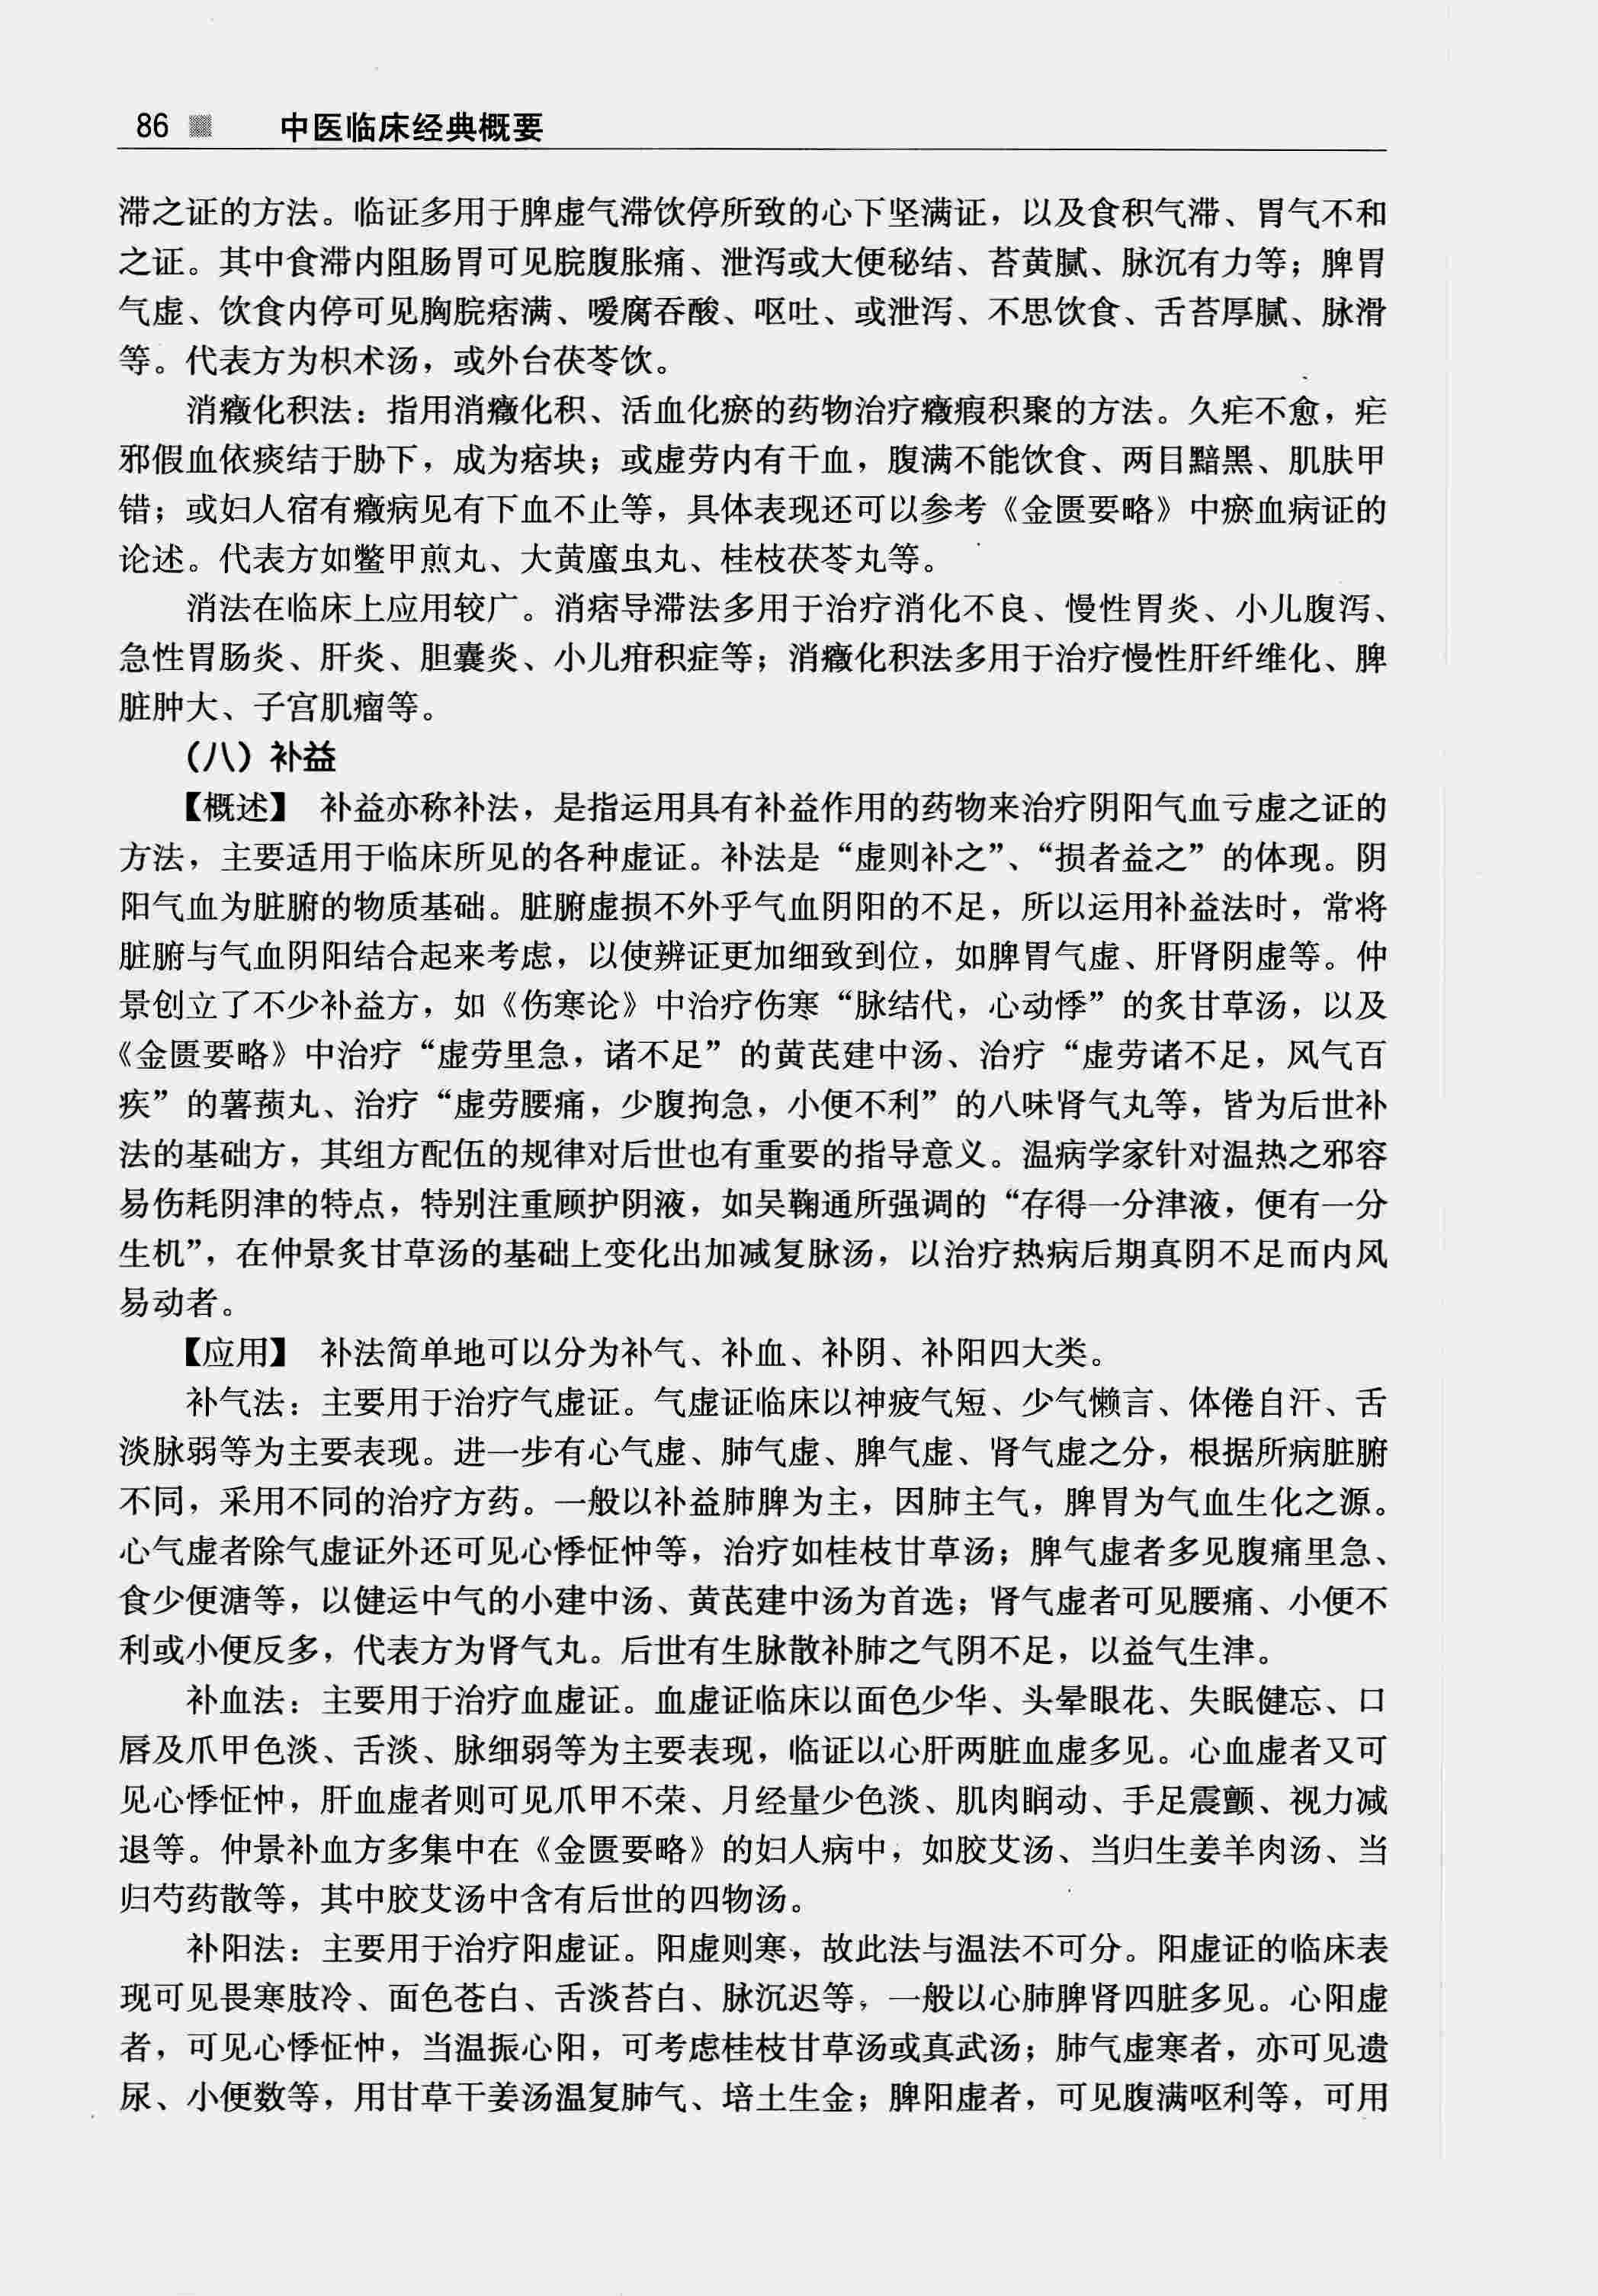 86 中医临床经典概要
滞之证的方法。临证多用于脾虚气滞饮停所致的心下坚满证，以及食积气滞、胃气不和
之证。其中食滞内阻肠胃可见脘腹胀痛、泄泻或大便秘结、苔黄腻、脉沉有力等；脾胃
气虚、饮食内停可见胸脘痞满、嗳腐吞酸、呕吐、或泄泻、不思饮食、舌苔厚腻、脉滑
等。代表方为枳术汤，或外台茯苓饮。
消癥化积法：指用消癥化积、活血化瘀的药物治疗癥瘕积聚的方法。久疟不愈，疟
邪假血依痰结于胁下，成为痞块；或虚劳内有干血，腹满不能饮食、两目黯黑、肌肤甲
错；或妇人宿有癥病见有下血不止等，具体表现还可以参考《金匮要略》中瘀血病证的
论述。代表方如鳖甲煎丸、大黄䗪虫丸、桂枝茯苓丸等。
消法在临床上应用较广。消痞导滞法多用于治疗消化不良、慢性胃炎、小儿腹泻、
急性胃肠炎、肝炎、胆囊炎、小儿疳积症等；消癥化积法多用于治疗慢性肝纤维化、脾
脏肿大、子宫肌瘤等。
（八）补益
【概述】 补益亦称补法，是指运用具有补益作用的药物来治疗阴阳气血亏虚之证的
方法，主要适用于临床所见的各种虚证。补法是“虚则补之”、“损者益之”的体现。阴
阳气血为脏腑的物质基础。脏腑虚损不外乎气血阴阳的不足，所以运用补益法时，常将
脏腑与气血阴阳结合起来考虑，以使辨证更加细致到位，如脾胃气虚、肝肾阴虚等。仲
景创立了不少补益方，如《伤寒论》中治疗伤寒“脉结代，心动悸”的炙甘草汤，以及
《金匮要略》中治疗“虚劳里急，诸不足”的黄芪建中汤、治疗“虚劳诸不足，风气百
疾”的薯蓣丸、治疗“虚劳腰痛，少腹拘急，小便不利”的八味肾气丸等，皆为后世补
法的基础方，其组方配伍的规律对后世也有重要的指导意义。温病学家针对温热之邪容
易伤耗阴津的特点，特别注重顾护阴液，如吴鞠通所强调的“存得一分津液，便有一分
生机”，在仲景炙甘草汤的基础上变化出加减复脉汤，以治疗热病后期真阴不足而内风
易动者。
【应用】 补法简单地可以分为补气、补血、补阴、补阳四大类。
补气法：主要用于治疗气虚证。气虚证临床以神疲气短、少气懒言、体倦自汗、舌
淡脉弱等为主要表现。进一步有心气虚、肺气虚、脾气虚、肾气虚之分，根据所病脏腑
不同，采用不同的治疗方药。一般以补益肺脾为主，因肺主气，脾胃为气血生化之源。
心气虚者除气虚证外还可见心悸怔忡等，治疗如桂枝甘草汤；脾气虚者多见腹痛里急、
食少便溏等，以健运中气的小建中汤、黄芪建中汤为首选；肾气虚者可见腰痛、小便不
利或小便反多，代表方为肾气丸。后世有生脉散补肺之气阴不足，以益气生津。
补血法：主要用于治疗血虚证。血虚证临床以面色少华、头晕眼花、失眠健忘、口
唇及爪甲色淡、舌淡、脉细弱等为主要表现，临证以心肝两脏血虚多见。心血虚者又可
见心悸怔忡，肝血虚者则可见爪甲不荣、月经量少色淡、肌肉瞤动、手足震颤、视力减
退等。仲景补血方多集中在《金匮要略》的妇人病中，如胶艾汤、当归生姜羊肉汤、当
归芍药散等，其中胶艾汤中含有后世的四物汤。
补阳法：主要用于治疗阳虚证。阳虚则寒，故此法与温法不可分。阳虚证的临床表
现可见畏寒肢冷、面色苍白、舌淡苔白、脉沉迟等，一般以心肺脾肾四脏多见。心阳虚
者，可见心悸怔忡，当温振心阳，可考虑桂枝甘草汤或真武汤；肺气虚寒者，亦可见遗
尿、小便数等，用甘草干姜汤温复肺气、培土生金；脾阳虚者，可见腹满呕利等，可用